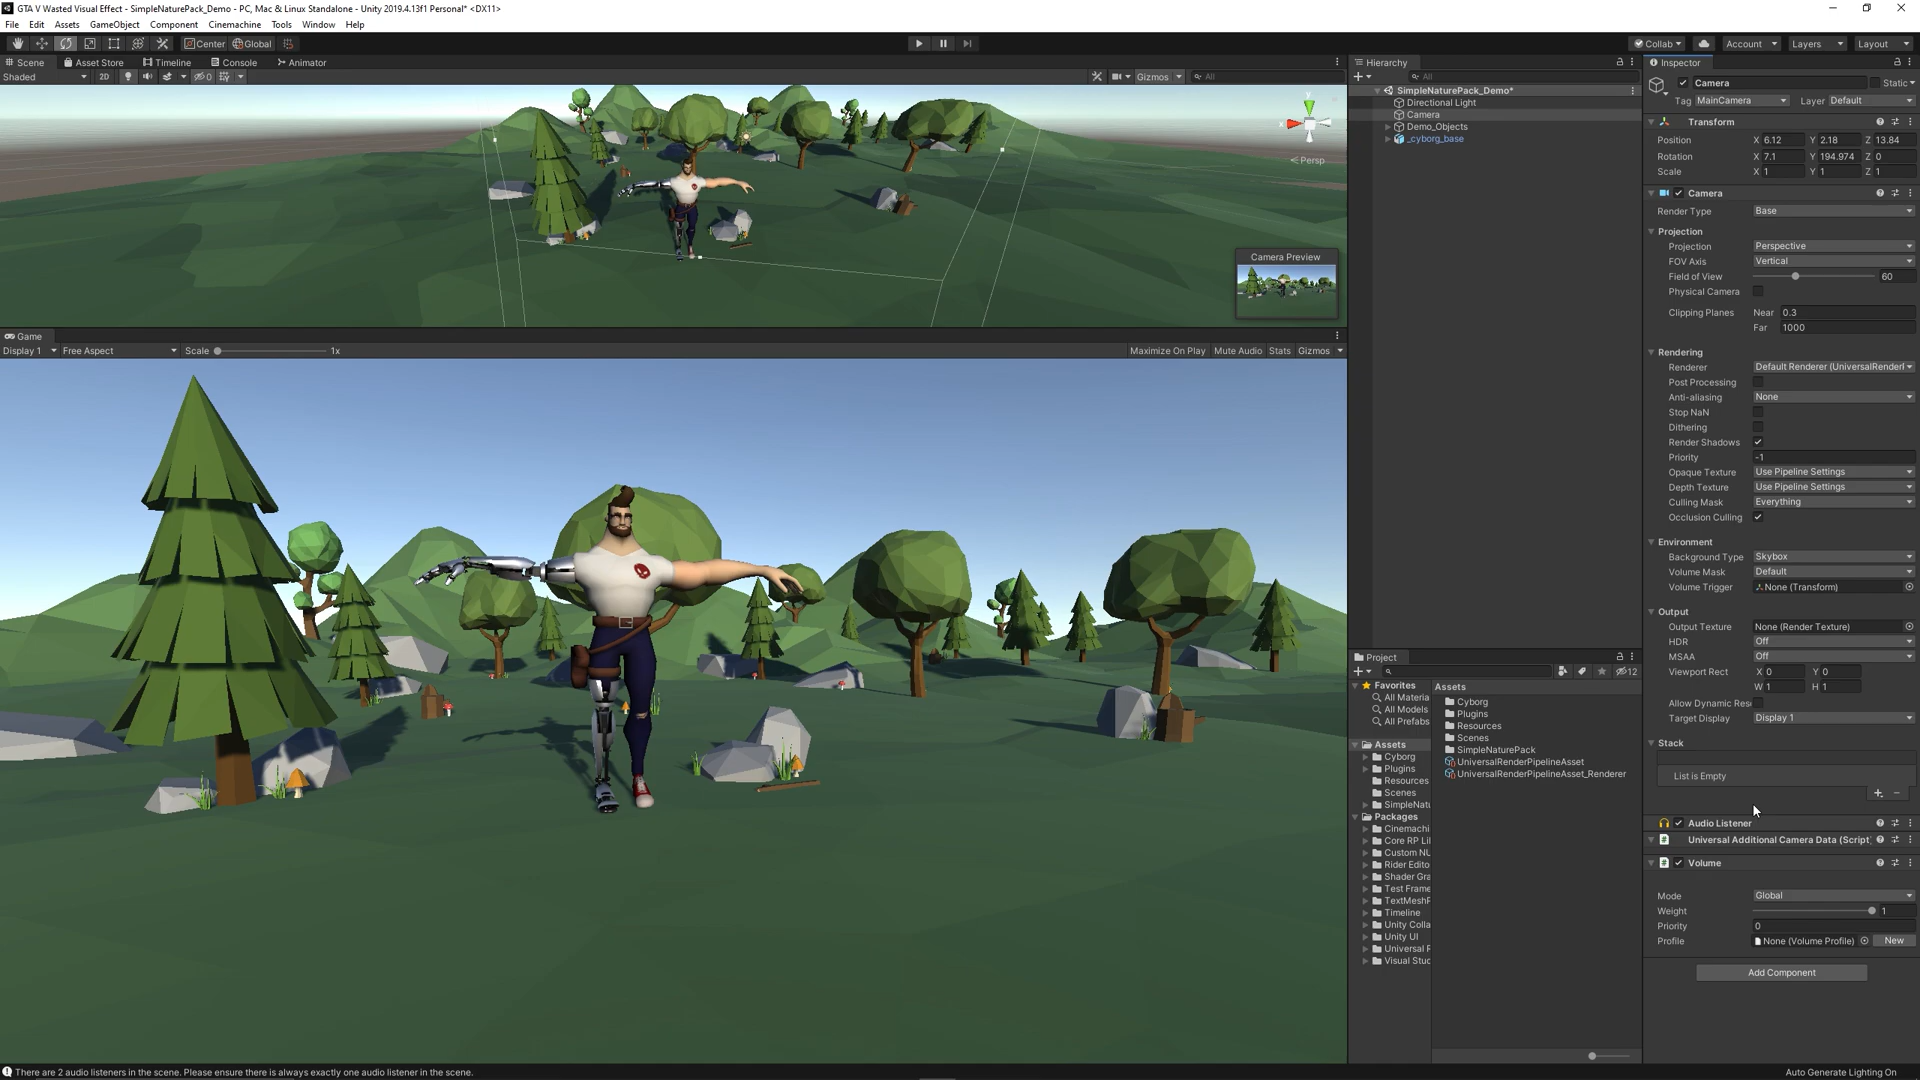 GTA V Wasted Visual Effect - SimpleNaturePack_Demo - PC, Mac & Linux Standalone - Unity 2019.4.13f1 Personal* <DX11>
File Edit Assets GameObject Component Cinemachine Tools Window Help
Center Global
Collab Account Layers Layout
Scene Asset Store Timeline Console Animator
Shaded 2D 0 Gizmos All
y
x
Persp
Camera Preview
Game
Display 1 Free Aspect Scale 1x Maximize On Play Mute Audio Stats Gizmos
Hierarchy
All
SimpleNaturePack_Demo*
Directional Light
Camera
Demo_Objects
_cyborg_base
Project
12
Favorites
All Materia
All Models
All Prefabs
Assets
Cyborg
Plugins
Resources
Scenes
SimpleNatu
Packages
Cinemachi
Core RP Li
Custom NU
Rider Edito
Shader Gra
Test Frame
TextMeshP
Timeline
Unity Colla
Unity UI
Universal R
Visual Stuc
Assets
Cyborg
Plugins
Resources
Scenes
SimpleNaturePack
UniversalRenderPipelineAsset
UniversalRenderPipelineAsset_Renderer
Inspector
Camera Static
Tag MainCamera Layer Default
Transform
Position X 6.12 Y 2.18 Z 13.84
Rotation X 7.1 Y 194.974 Z 0
Scale X 1 Y 1 Z 1
Camera
Render Type Base
Projection
Projection Perspective
FOV Axis Vertical
Field of View 60
Physical Camera
Clipping Planes Near 0.3
Far 1000
Rendering
Renderer Default Renderer (UniversalRenderF
Post Processing
Anti-aliasing None
Stop NaN
Dithering
Render Shadows
Priority -1
Opaque Texture Use Pipeline Settings
Depth Texture Use Pipeline Settings
Culling Mask Everything
Occlusion Culling
Environment
Background Type Skybox
Volume Mask Default
Volume Trigger None (Transform)
Output
Output Texture None (Render Texture)
HDR Off
MSAA Off
Viewport Rect X 0 Y 0
W 1 H 1
Allow Dynamic Res
Target Display Display 1
Stack
List is Empty
Audio Listener
Universal Additional Camera Data (Script
Volume
Mode Global
Weight 1
Priority 0
Profile None (Volume Profile) New
Add Component
There are 2 audio listeners in the scene. Please ensure there is always exactly one audio listener in the scene.
Auto Generate Lighting On